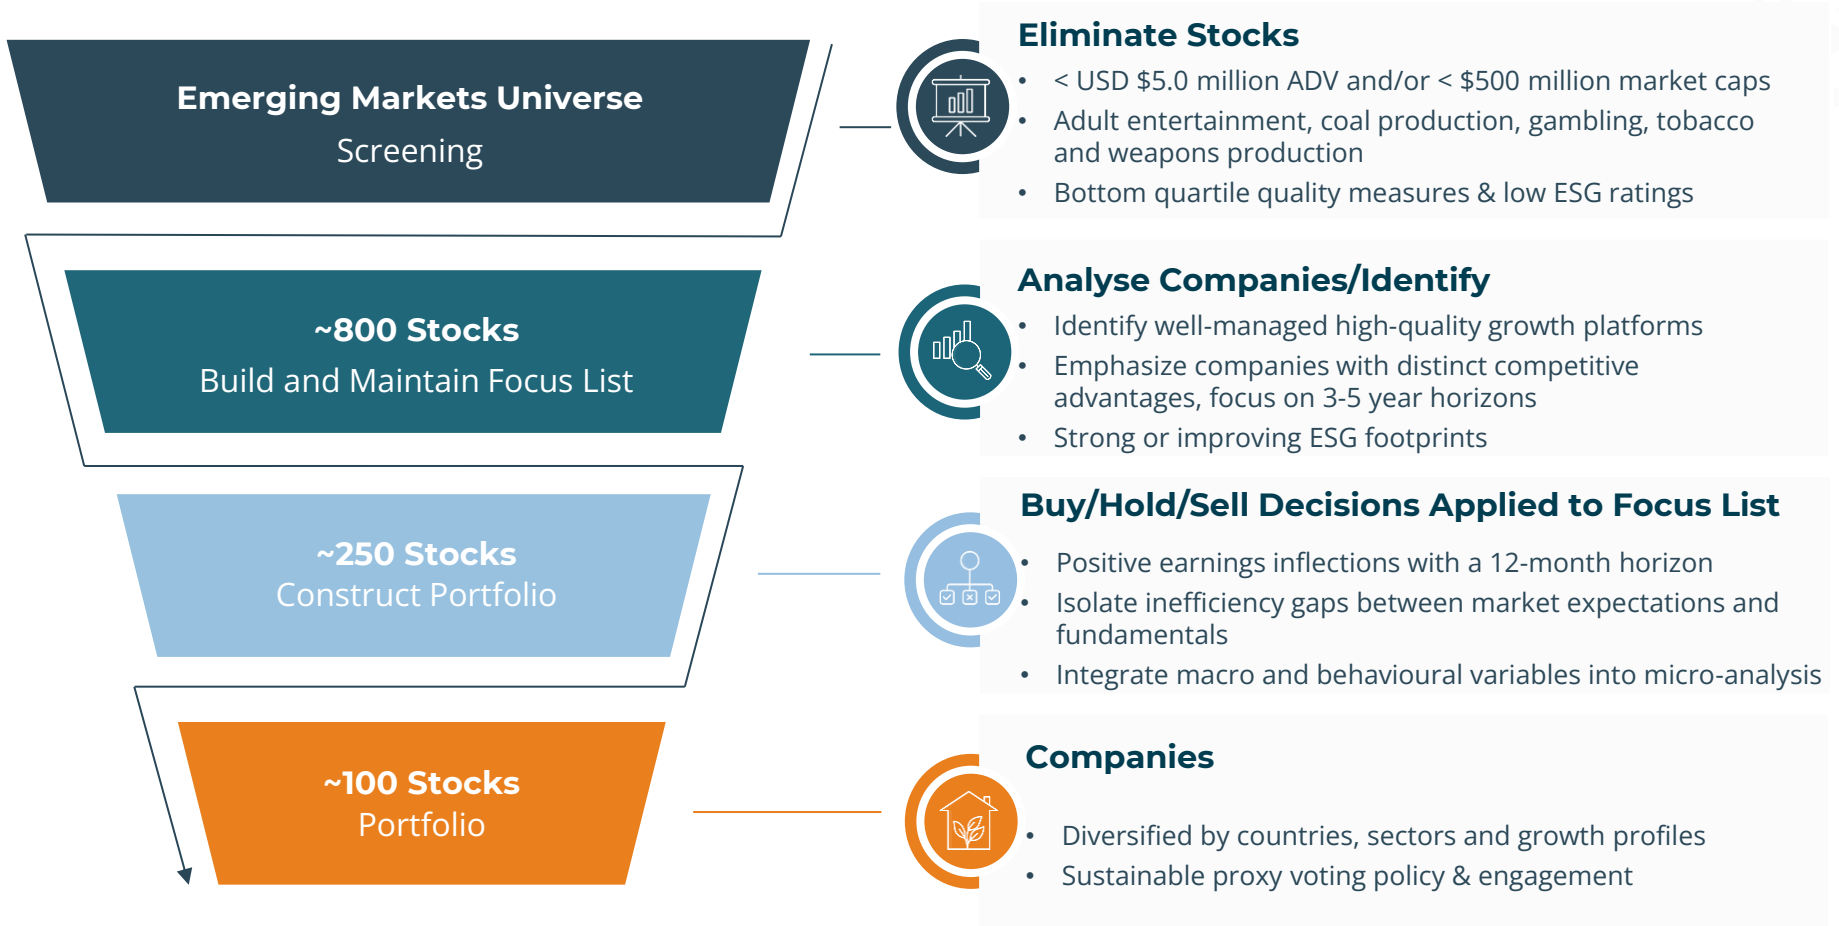 Emerging Markets Universe
Screening
Eliminate Stocks
• < USD $5.0 million ADV and/or < $500 million market caps
• Adult entertainment, coal production, gambling, tobacco
and weapons production
• Bottom quartile quality measures & low ESG ratings
~800 Stocks
Build and Maintain Focus List
Analyse Companies/Identify
• Identify well-managed high-quality growth platforms
• Emphasize companies with distinct competitive
advantages, focus on 3-5 year horizons
• Strong or improving ESG footprints
~250 Stocks
Construct Portfolio
Buy/Hold/Sell Decisions Applied to Focus List
• Positive earnings inflections with a 12-month horizon
• Isolate inefficiency gaps between market expectations and
fundamentals
• Integrate macro and behavioural variables into micro-analysis
~100 Stocks
Portfolio
Companies
• Diversified by countries, sectors and growth profiles
• Sustainable proxy voting policy & engagement